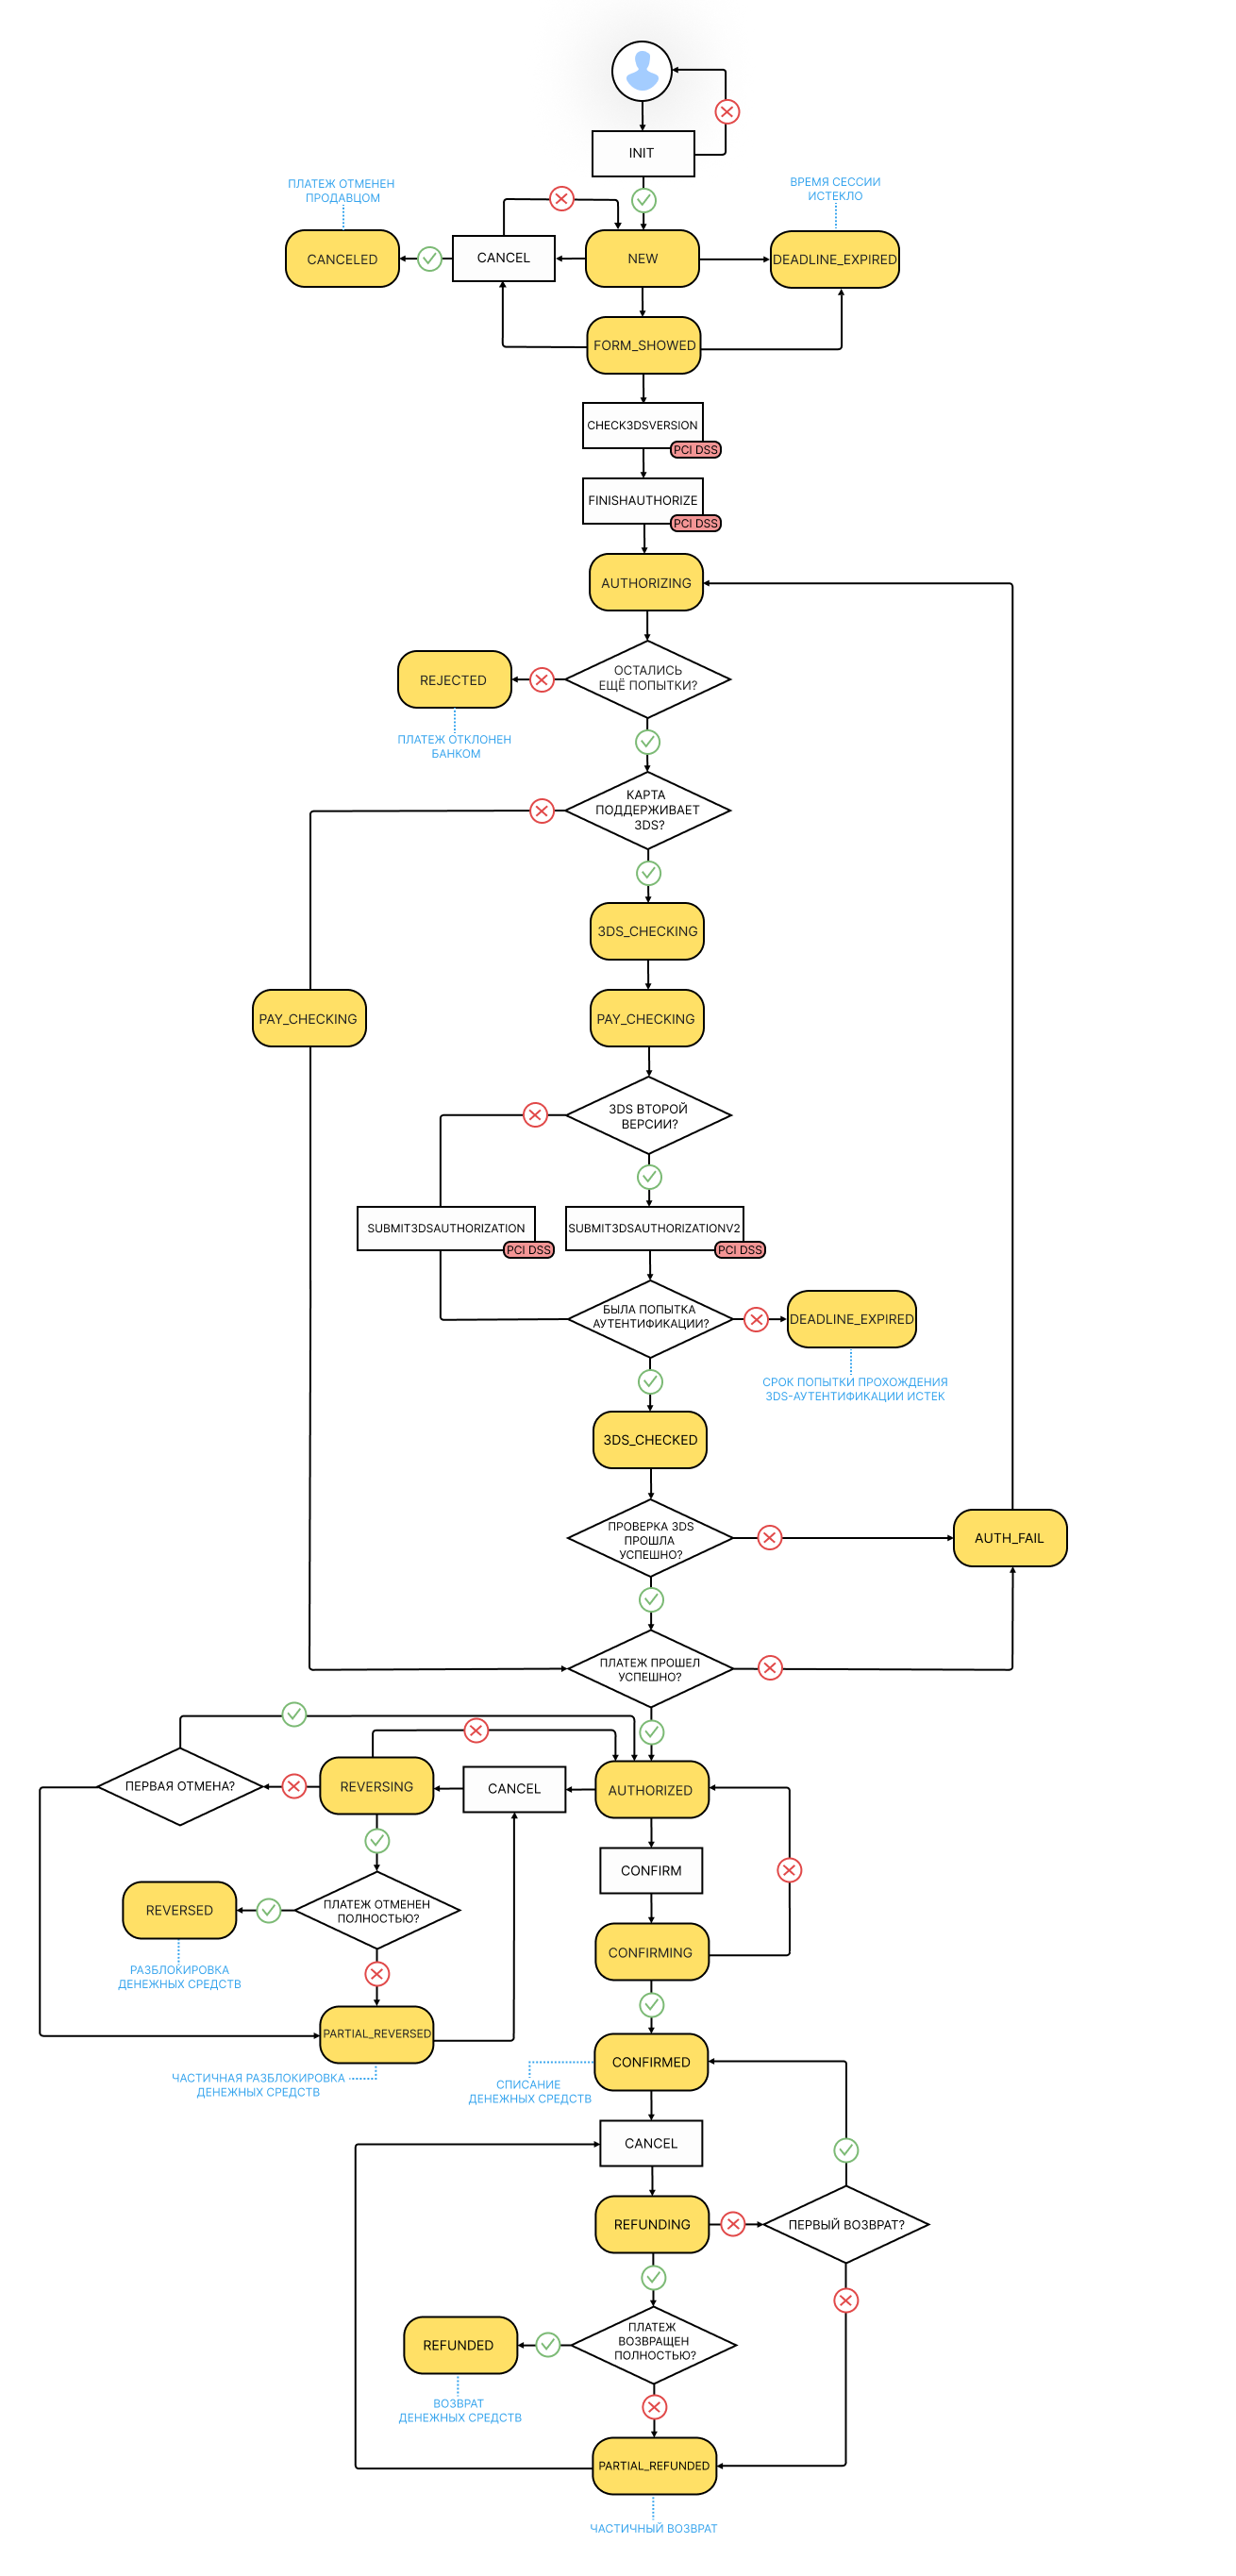 INIT
ПЛАТЕЖ ОТМЕНЕН
ПРОДАВЦОМ
ВРЕМЯ СЕССИИ
ИСТЕКЛО
CANCELED
CANCEL
NEW
DEADLINE_EXPIRED
FORM_SHOWED
CHECK3DSVERSION
PCI DSS
FINISHAUTHORIZE
PCI DSS
AUTHORIZING
ОСТАЛИСЬ
ЕЩЁ ПОПЫТКИ?
REJECTED
ПЛАТЕЖ ОТКЛОНЕН
БАНКОМ
КАРТА
ПОДДЕРЖИВАЕТ
3DS?
3DS_CHECKING
PAY_CHECKING
PAY_CHECKING
3DS ВТОРОЙ
ВЕРСИИ?
SUBMIT3DSAUTHORIZATION
PCI DSS
SUBMIT3DSAUTHORIZATIONV2
PCI DSS
БЫЛА ПОПЫТКА
АУТЕНТИФИКАЦИИ?
DEADLINE_EXPIRED
СРОК ПОПЫТКИ ПРОХОЖДЕНИЯ
3DS-АУТЕНТИФИКАЦИИ ИСТЕК
3DS_CHECKED
ПРОВЕРКА 3DS
ПРОШЛА
УСПЕШНО?
AUTH_FAIL
ПЛАТЕЖ ПРОШЕЛ
УСПЕШНО?
ПЕРВАЯ ОТМЕНА?
REVERSING
CANCEL
AUTHORIZED
CONFIRM
REVERSED
ПЛАТЕЖ ОТМЕНЕН
ПОЛНОСТЬЮ?
РАЗБЛОКИРОВКА
ДЕНЕЖНЫХ СРЕДСТВ
CONFIRMING
PARTIAL_REVERSED
ЧАСТИЧНАЯ РАЗБЛОКИРОВКА
ДЕНЕЖНЫХ СРЕДСТВ
CONFIRMED
СПИСАНИЕ
ДЕНЕЖНЫХ СРЕДСТВ
CANCEL
REFUNDING
ПЕРВЫЙ ВОЗВРАТ?
REFUNDED
ПЛАТЕЖ
ВОЗВРАЩЕН
ПОЛНОСТЬЮ?
ВОЗВРАТ
ДЕНЕЖНЫХ СРЕДСТВ
PARTIAL_REFUNDED
ЧАСТИЧНЫЙ ВОЗВРАТ